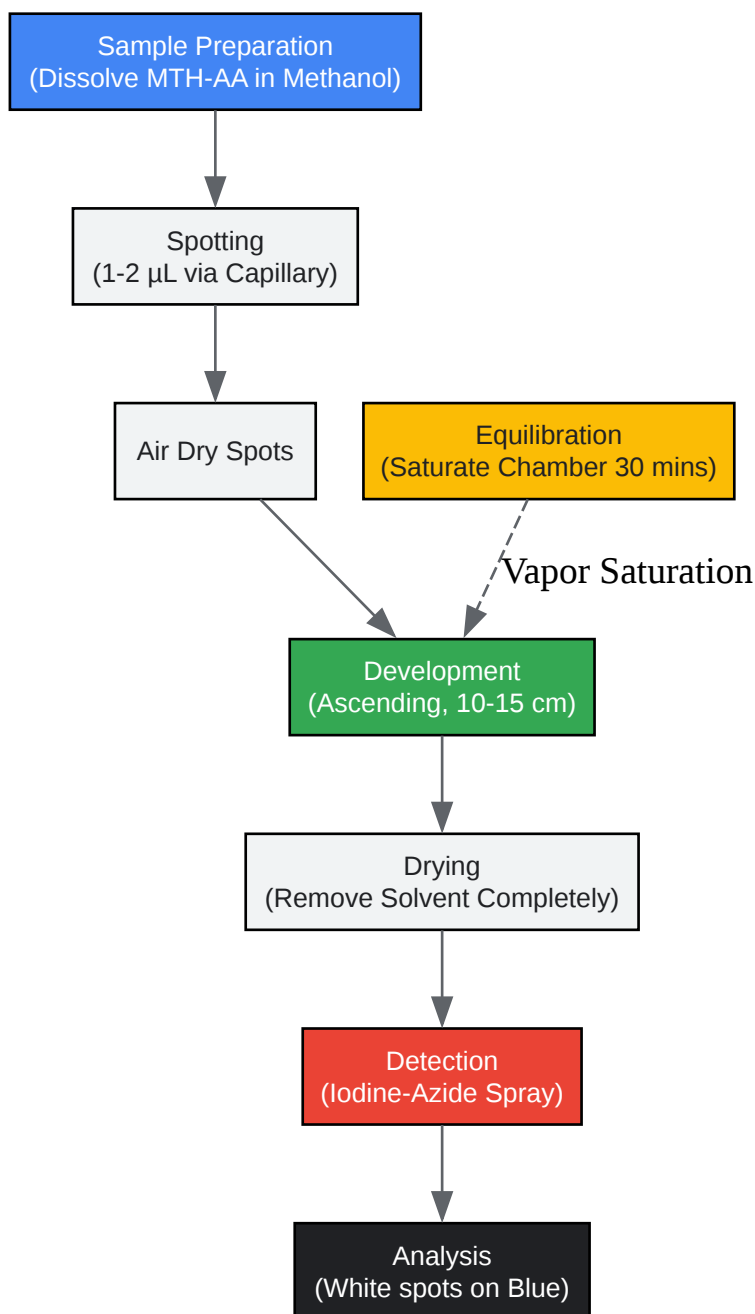 Sample Preparation
(Dissolve MTH-AA in Methanol)
Spotting
(1-2 µL via Capillary)
Air Dry Spots
Equilibration
(Saturate Chamber 30 mins)
Vapor Saturation
Development
(Ascending, 10-15 cm)
Drying
(Remove Solvent Completely)
Detection
(Iodine-Azide Spray)
Analysis
(White spots on Blue)